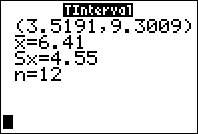 TInterval
(3.5191,9.3009)
x̄=6.41
Sx=4.55
n=12